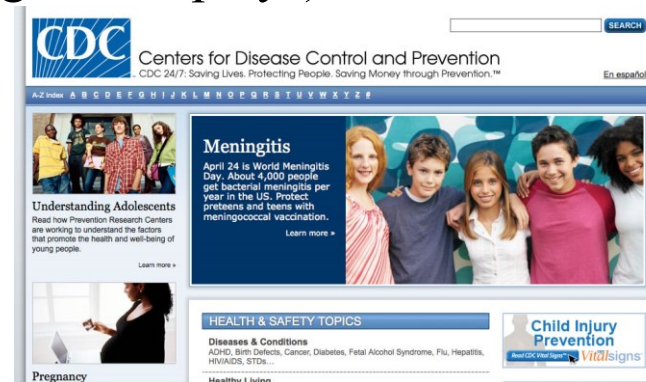 CDC
SEARCH
Centers for Disease Control and Prevention
CDC 24/7: Saving Lives. Protecting People. Saving Money through Prevention.™
En español
A-Z Index A B C D E F G H I J K L M N O P Q R S T U V W X Y Z #
Meningitis
April 24 is World Meningitis
Day. About 4,000 people
get bacterial meningitis per
year in the US. Protect
preteens and teens with
meningococcal vaccination.
Learn more »
Understanding Adolescents
Read how Prevention Research Centers
are working to understand the factors
that promote the health and well-being of
young people.
Learn more »
Pregnancy
HEALTH & SAFETY TOPICS
Diseases & Conditions
ADHD, Birth Defects, Cancer, Diabetes, Fetal Alcohol Syndrome, Flu, Hepatitis,
HIV/AIDS, STDs...
Healthy Living
Child Injury
Prevention
Read CDC Vital Signs™
Vitalsigns